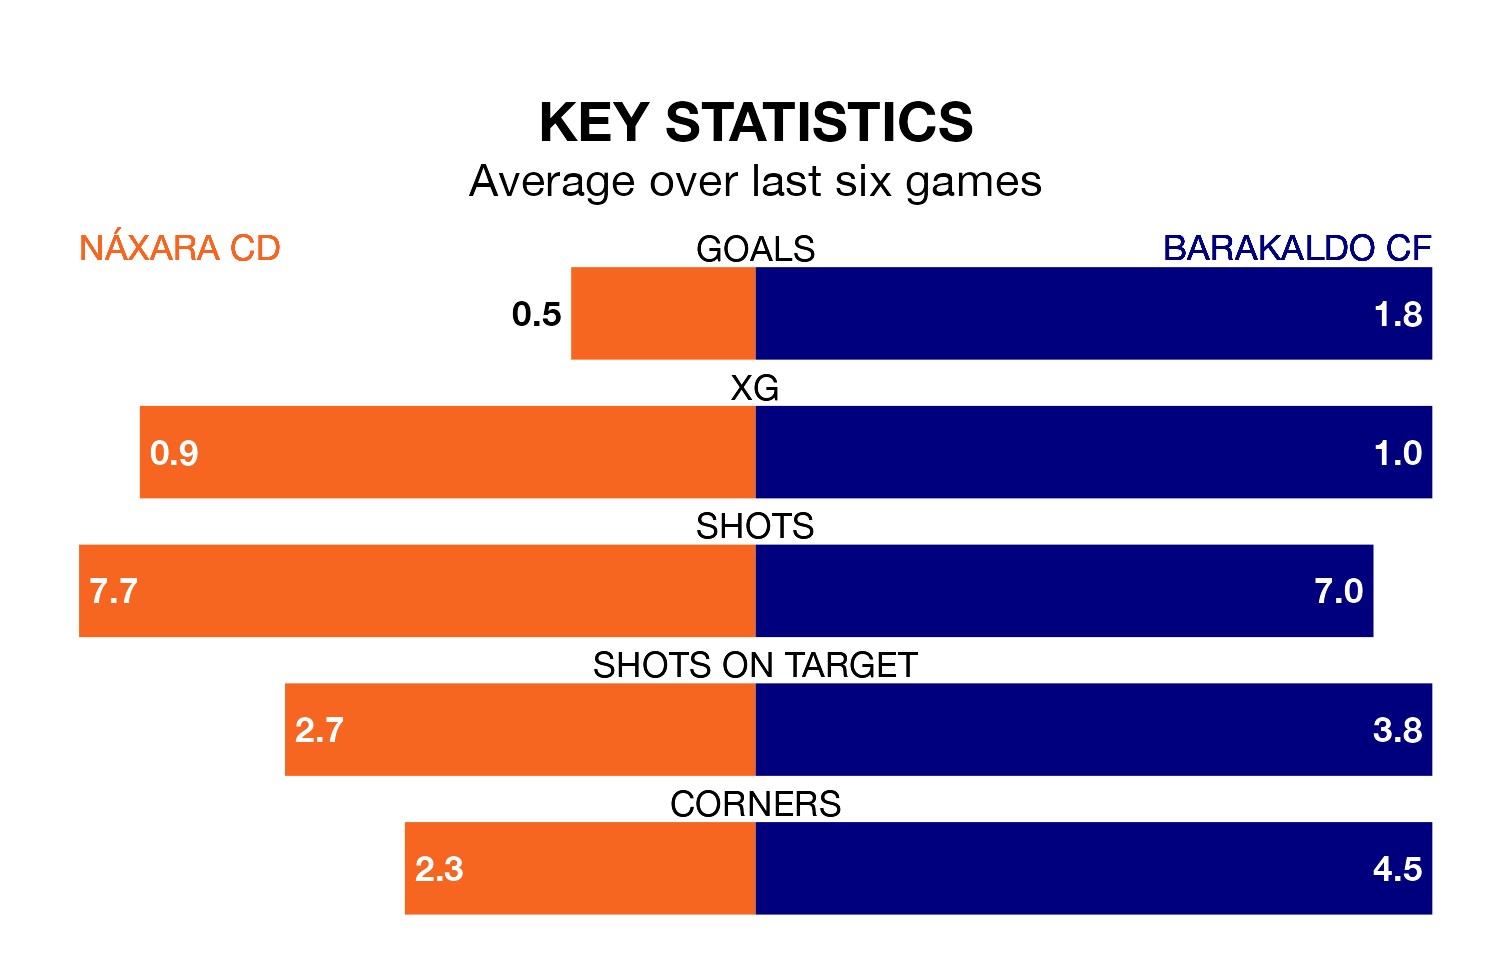 KEY STATISTICS
Average over last six games
NÁXARA CD
GOALS
BARAKALDO CF
0.5
1.8
XG
0.9
1.0
SHOTS
7.7
7.0
SHOTS ON TARGET
2.7
3.8
CORNERS
2.3
4.5